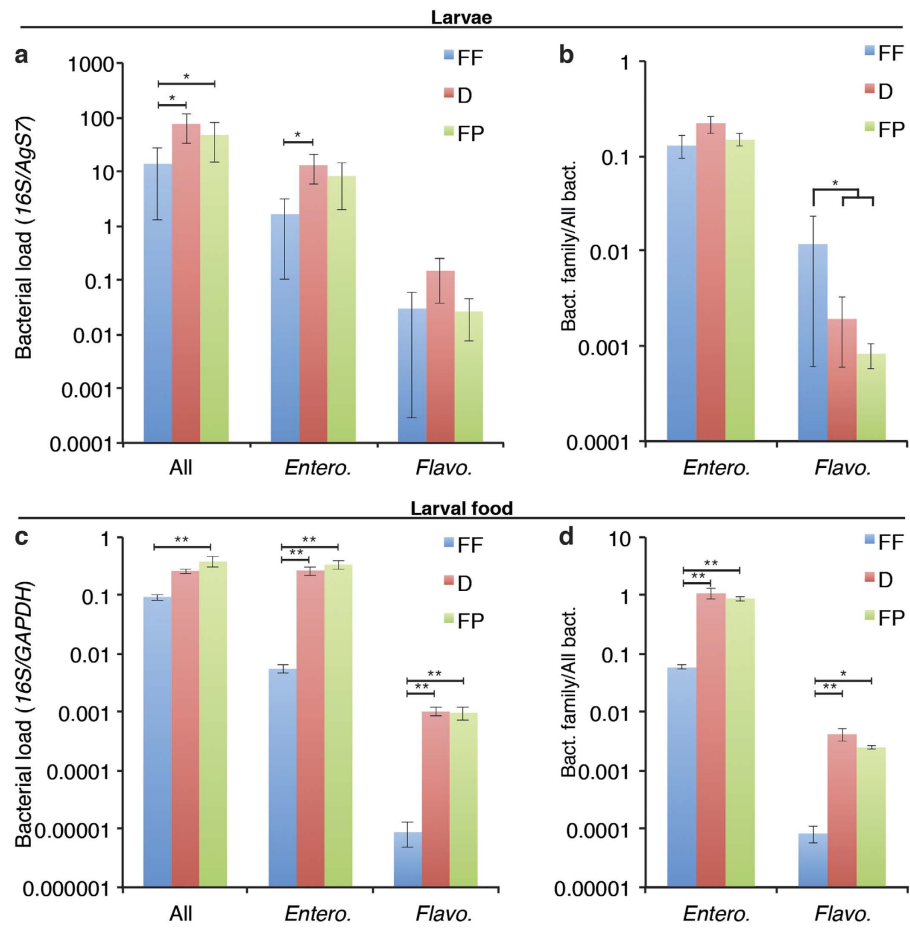 Larvae
a
Bacterial load (16S/AgS7)
1000
100
10
1
0.1
0.01
0.001
0.0001
*
*
*
FF
D
FP
All
Entero.
Flavo.
b
Bact. family/All bact.
1
0.1
0.01
0.001
0.0001
*
FF
D
FP
Entero.
Flavo.
Larval food
c
Bacterial load (16S/GAPDH)
1
0.1
0.01
0.001
0.0001
0.00001
0.000001
**
**
**
**
**
FF
D
FP
All
Entero.
Flavo.
d
Bact. family/All bact.
10
1
0.1
0.01
0.001
0.0001
0.00001
**
**
*
**
FF
D
FP
Entero.
Flavo.